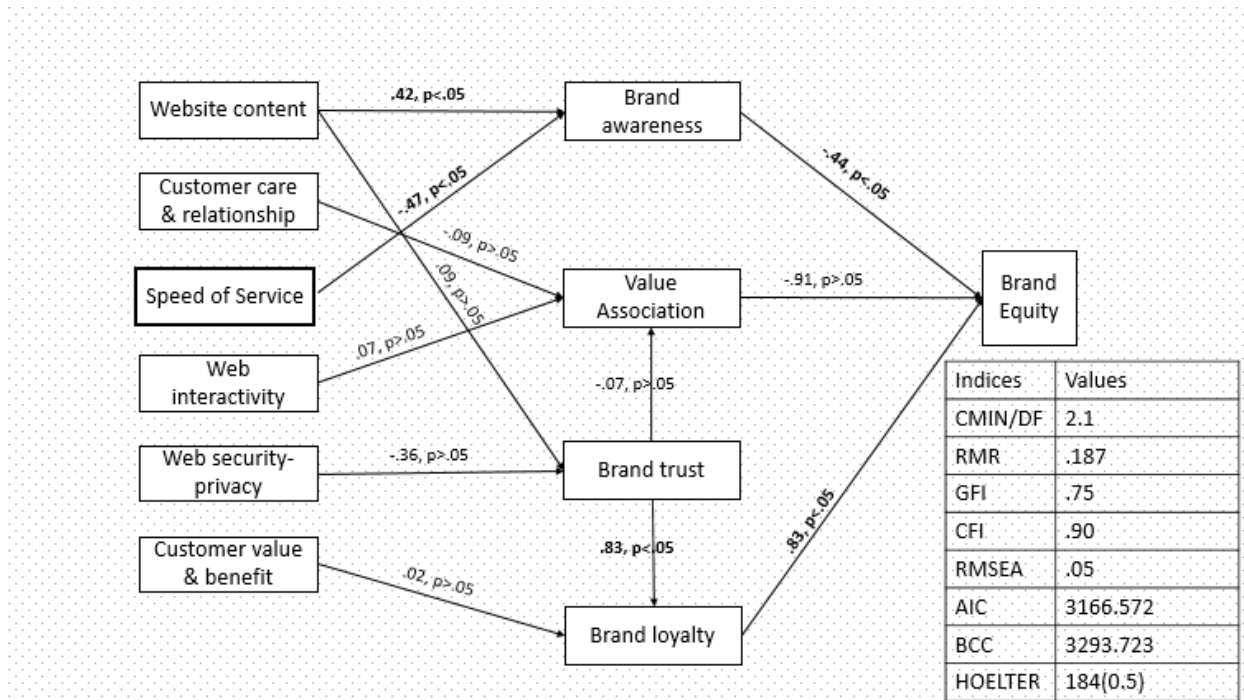 Website content
.42, p<.05
Brand
awareness
Customer care
& relationship
-.47, p<.05
-.44, p<.05
-.09, p>.05
.09, p>.05
Speed of Service
Value
Association
-.91, p>.05
Brand
Equity
.07, p>.05
Web
interactivity
-.07, p>.05
Web security-
privacy
-.36, p>.05
Brand trust
.83, p<.05
.83, p<.05
Customer value
& benefit
.02, p>.05
Brand loyalty
Indices Values
CMIN/DF 2.1
RMR .187
GFI .75
CFI .90
RMSEA .05
AIC 3166.572
BCC 3293.723
HOELTER 184(0.5)